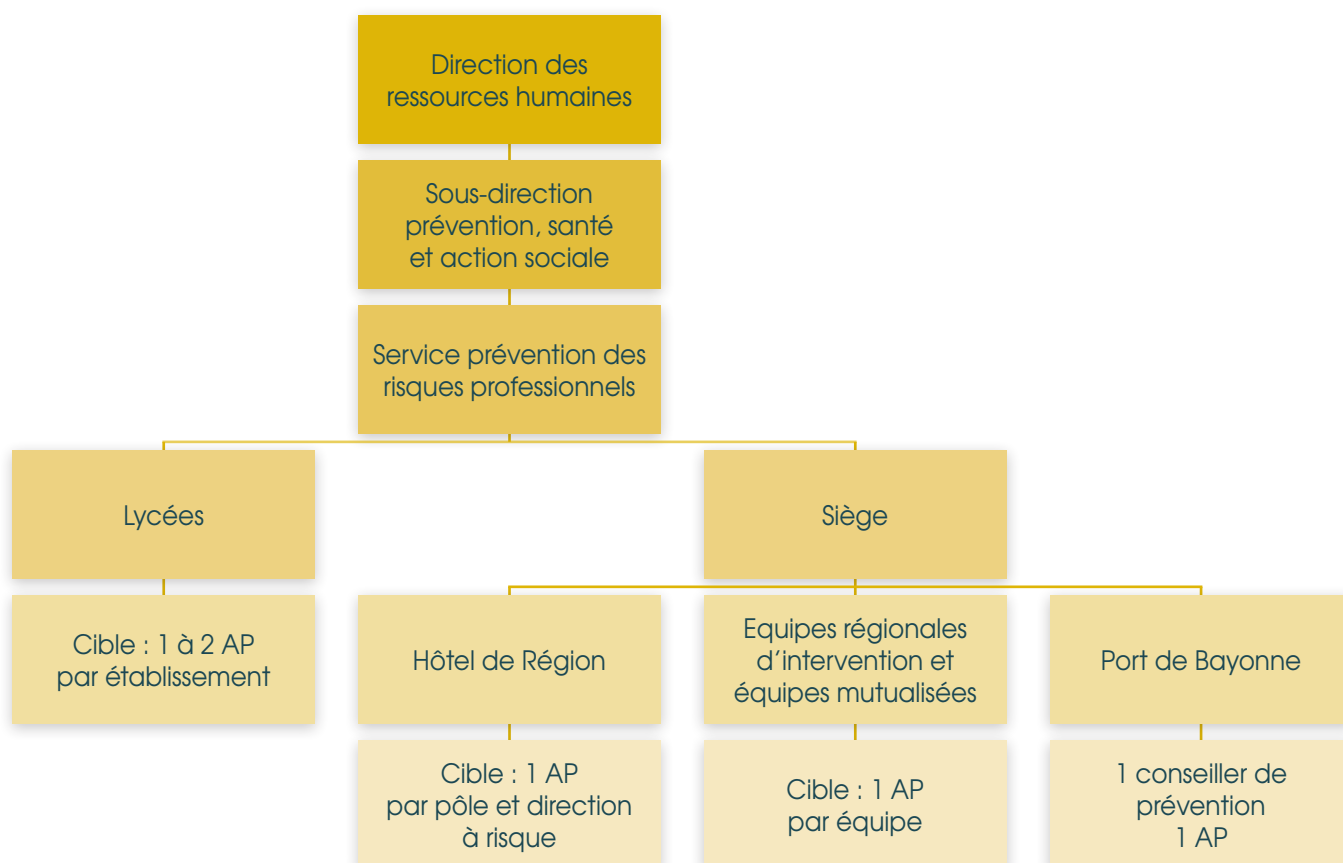 Direction des
ressources humaines
Sous-direction
prévention, santé
et action sociale
Service prévention des
risques professionnels
Lycées
Siège
Cible : 1 à 2 AP
par établissement
Hôtel de Région
Equipes régionales
d’intervention et
équipes mutualisées
Port de Bayonne
Cible : 1 AP
par pôle et direction
à risque
Cible : 1 AP
par équipe
1 conseiller de
prévention
1 AP